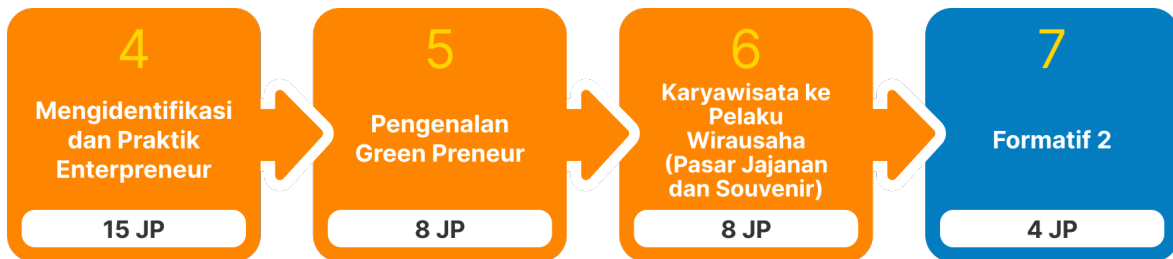 4
Mengidentifikasi
dan Praktik
Enterpreneur
15 JP
5
Pengenalan
Green Preneur
8 JP
6
Karyawisata ke
Pelaku
Wirausaha
(Pasar Jajanan
dan Souvenir)
8 JP
7
Formatif 2
4 JP